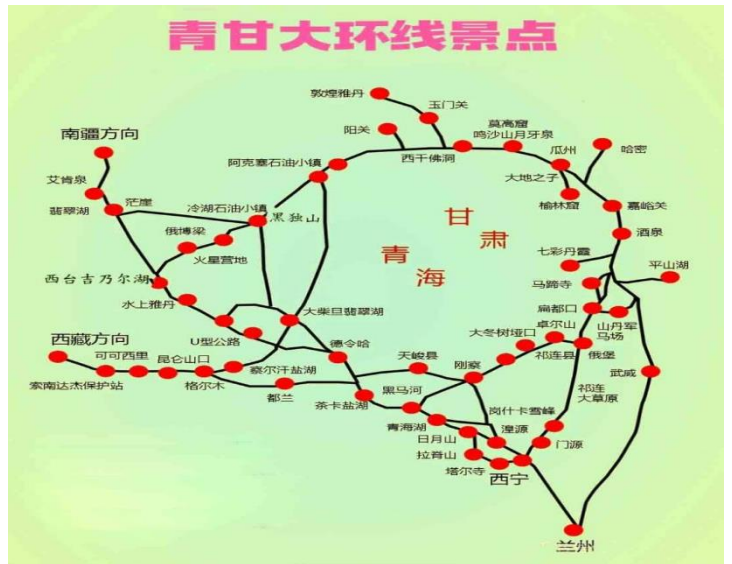 青甘大环线景点
敦煌雅丹
玉门关
阳关
莫高窟
鸣沙山月牙泉
西千佛洞
瓜州
哈密
南疆方向
阿克塞石油小镇
大地之子
榆林窟
嘉峪关
艾肯泉
翡翠湖
茫崖
冷湖石油小镇
黑独山
甘
肃
酒泉
俄博梁
火星营地
青
海
七彩丹霞
平山湖
西台吉乃尔湖
马蹄寺
水上雅丹
大柴旦翡翠湖
扁都口
山丹军
马场
卓尔山
大冬树垭口
西藏方向
U型公路
德令哈
祁连县
俄堡
可可西里
昆仑山口
察尔汗盐湖
天峻县
刚察
武威
索南达杰保护站
格尔木
都兰
茶卡盐湖
黑马河
祁连
大草原
岗什卡雪峰
青海湖
湟源
日月山
门源
拉脊山
塔尔寺
西宁
兰州